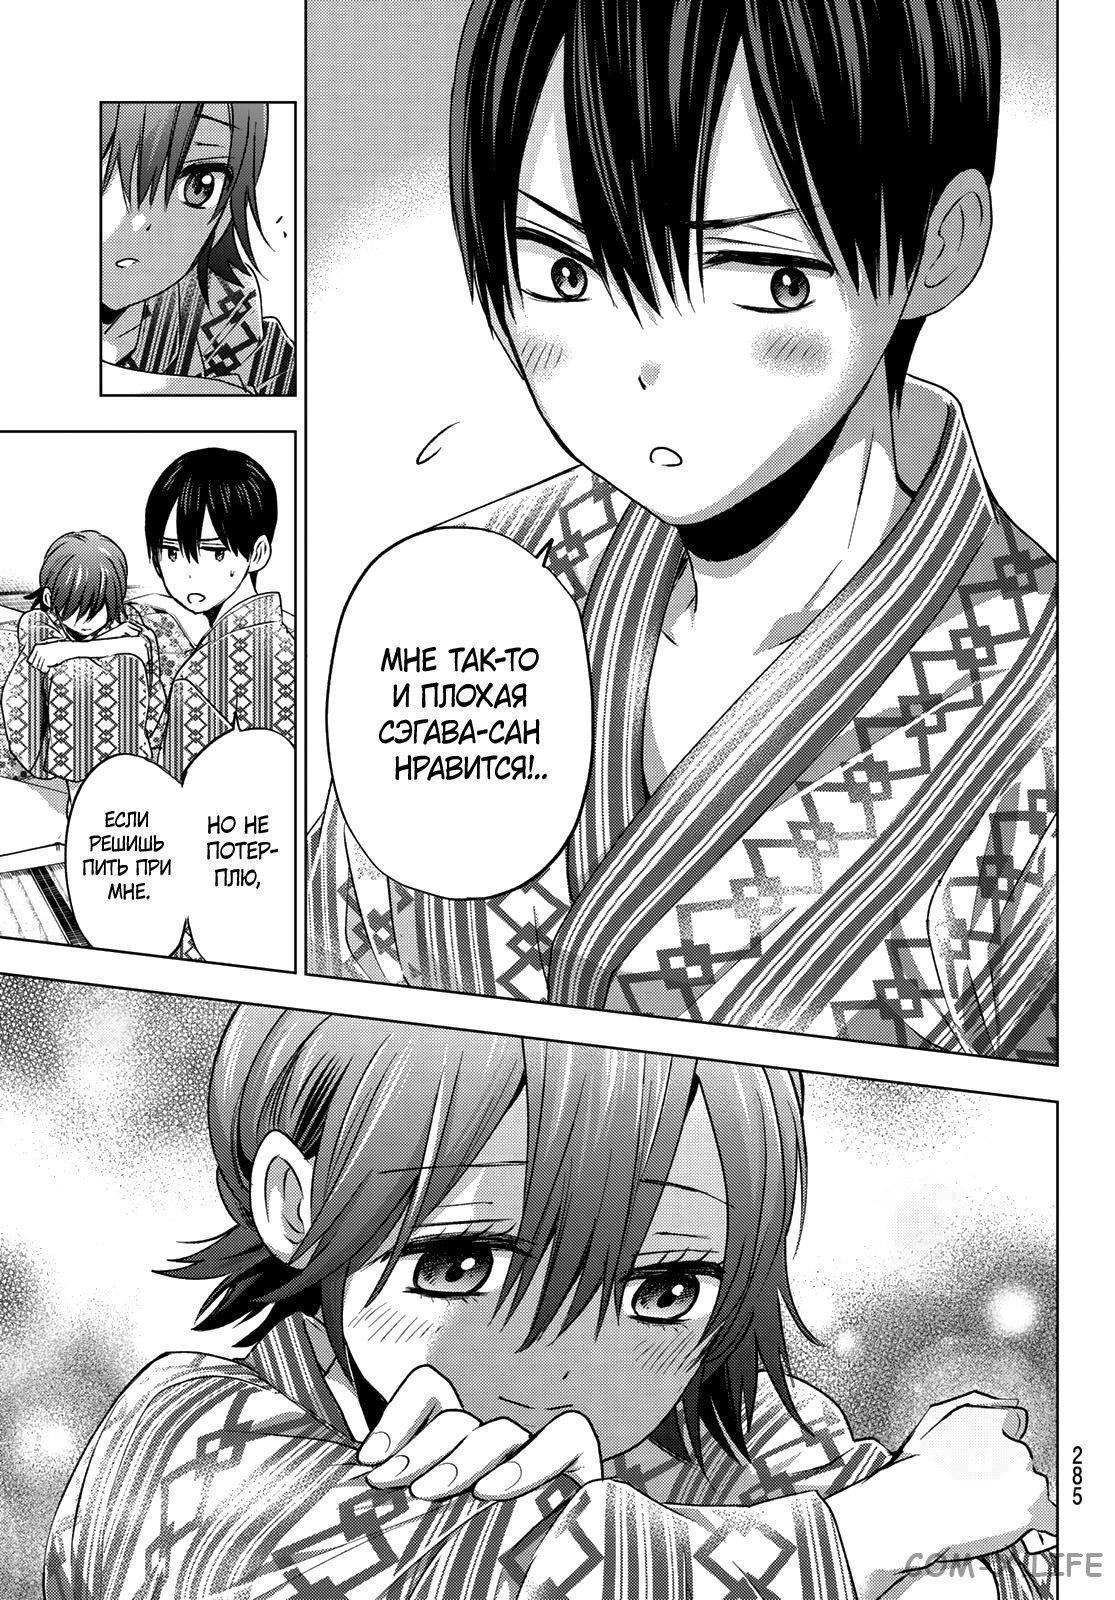 МНЕ ТАК-ТО
И ПЛОХАЯ
СЭГАВА-САН
НРАВИТСЯ!..
НО НЕ
ПОТЕР-
ПЛЮ,
ЕСЛИ
РЕШИШЬ
ПИТЬ ПРИ
МНЕ.
285